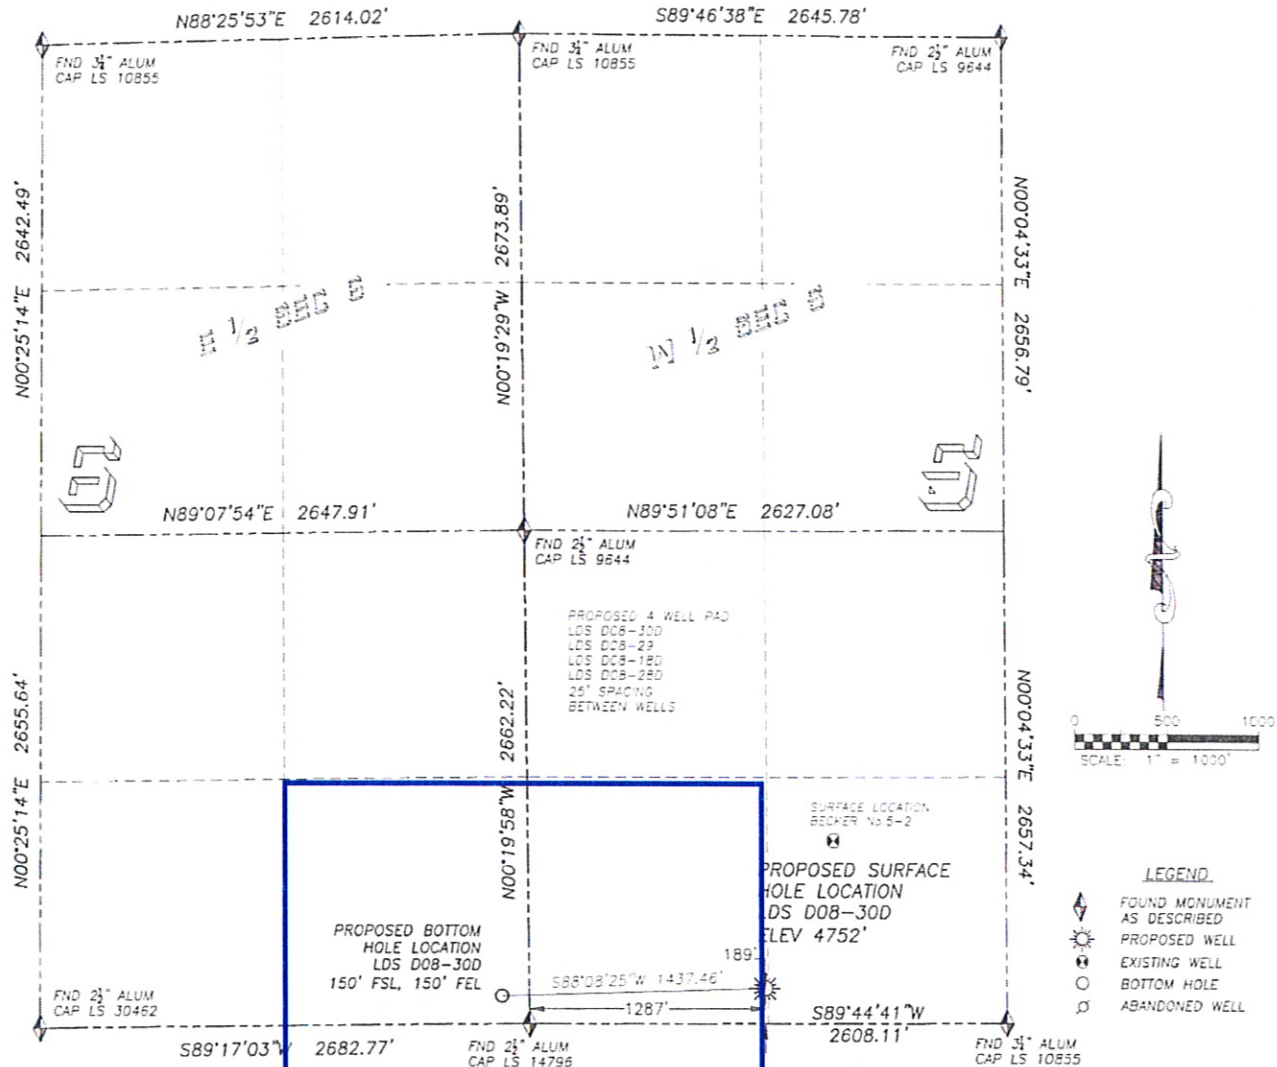 N88°25'53"E 2614.02'
S89°46'38"E 2645.78'
FND 3¼" ALUM
CAP LS 10855
FND 3¼" ALUM
CAP LS 10855
FND 2½" ALUM
CAP LS 9644
N00°25'14"E 2642.49'
N00°19'29"W 2673.89'
N00°04'33"E 2656.79'
E ½ SEC
W ½ SEC
N89°07'54"E 2647.91'
N89°51'08"E 2627.08'
FND 2½" ALUM
CAP LS 9644
PROPOSED 4 WELL PAD
LDS D08-30D
LDS D08-29
LDS D08-18D
LDS D08-28D
25' SPACING
BETWEEN WELLS
N00°25'14"E 2655.64'
N00°19'58"W 2662.22'
N00°04'33"E 2657.34'
0 500 1000
SCALE: 1" = 1000'
SURFACE LOCATION
BECKER No.5-2
PROPOSED SURFACE
HOLE LOCATION
LDS D08-30D
ELEV 4752'
189'
PROPOSED BOTTOM
HOLE LOCATION
LDS D08-30D
150' FSL, 150' FEL
S88°08'25"W 1437.46'
1287'
LEGEND
FOUND MONUMENT
AS DESCRIBED
PROPOSED WELL
EXISTING WELL
BOTTOM HOLE
ABANDONED WELL
FND 2½" ALUM
CAP LS 30462
S89°17'03"W 2682.77'
FND 2½" ALUM
CAP LS 14796
S89°44'41"W
2608.11'
FND 3¼" ALUM
CAP LS 10855